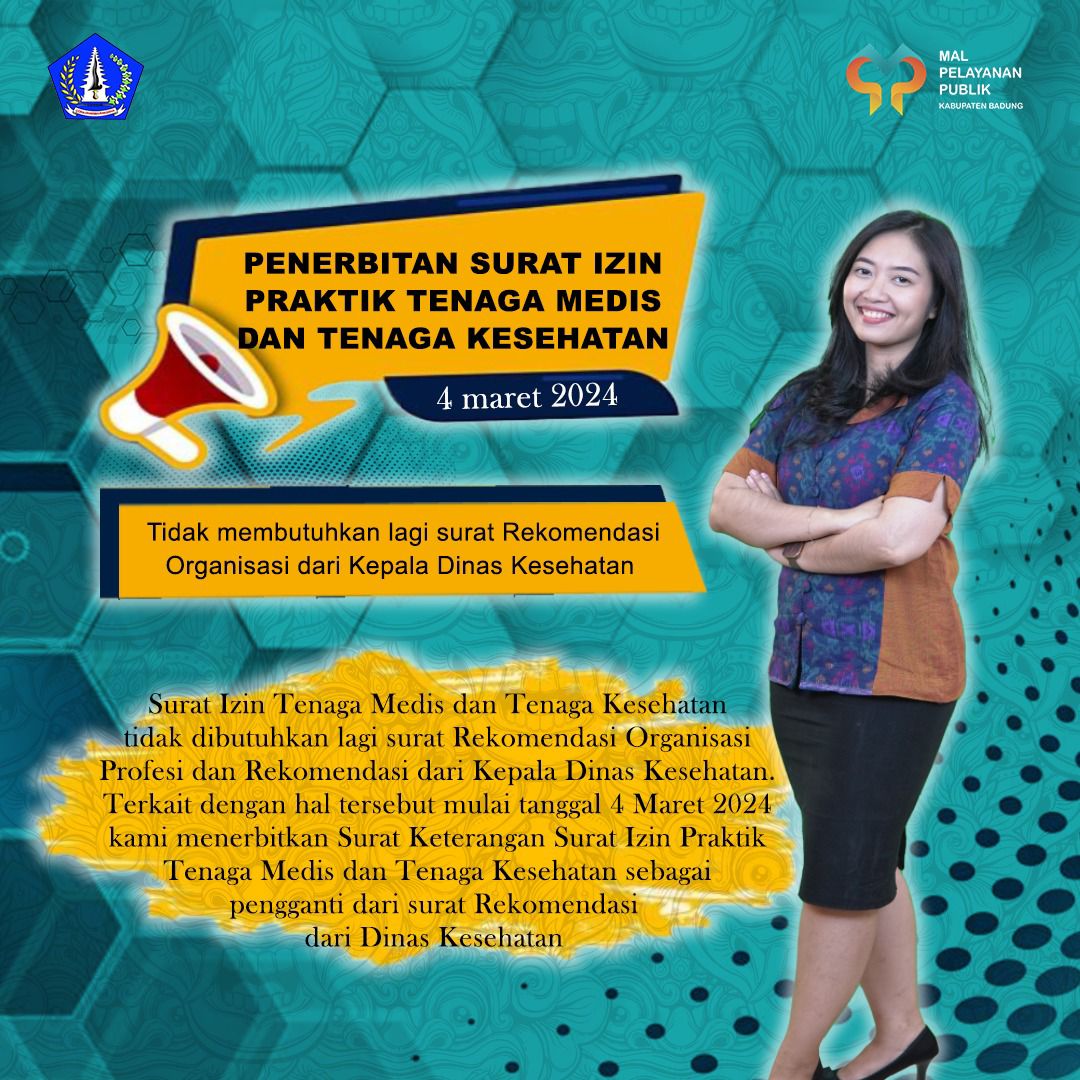 MAL
PELAYANAN
PUBLIK
KABUPATEN BADUNG
PENERBITAN SURAT IZIN
PRAKTIK TENAGA MEDIS
DAN TENAGA KESEHATAN
4 maret 2024
Tidak membutuhkan lagi surat Rekomendasi
Organisasi dari Kepala Dinas Kesehatan
Surat Izin Tenaga Medis dan Tenaga Kesehatan
tidak dibutuhkan lagi surat Rekomendasi Organisasi
Profesi dan Rekomendasi dari Kepala Dinas Kesehatan.
Terkait dengan hal tersebut mulai tanggal 4 Maret 2024
kami menerbitkan Surat Keterangan Surat Izin Praktik
Tenaga Medis dan Tenaga Kesehatan sebagai
pengganti dari surat Rekomendasi
dari Dinas Kesehatan